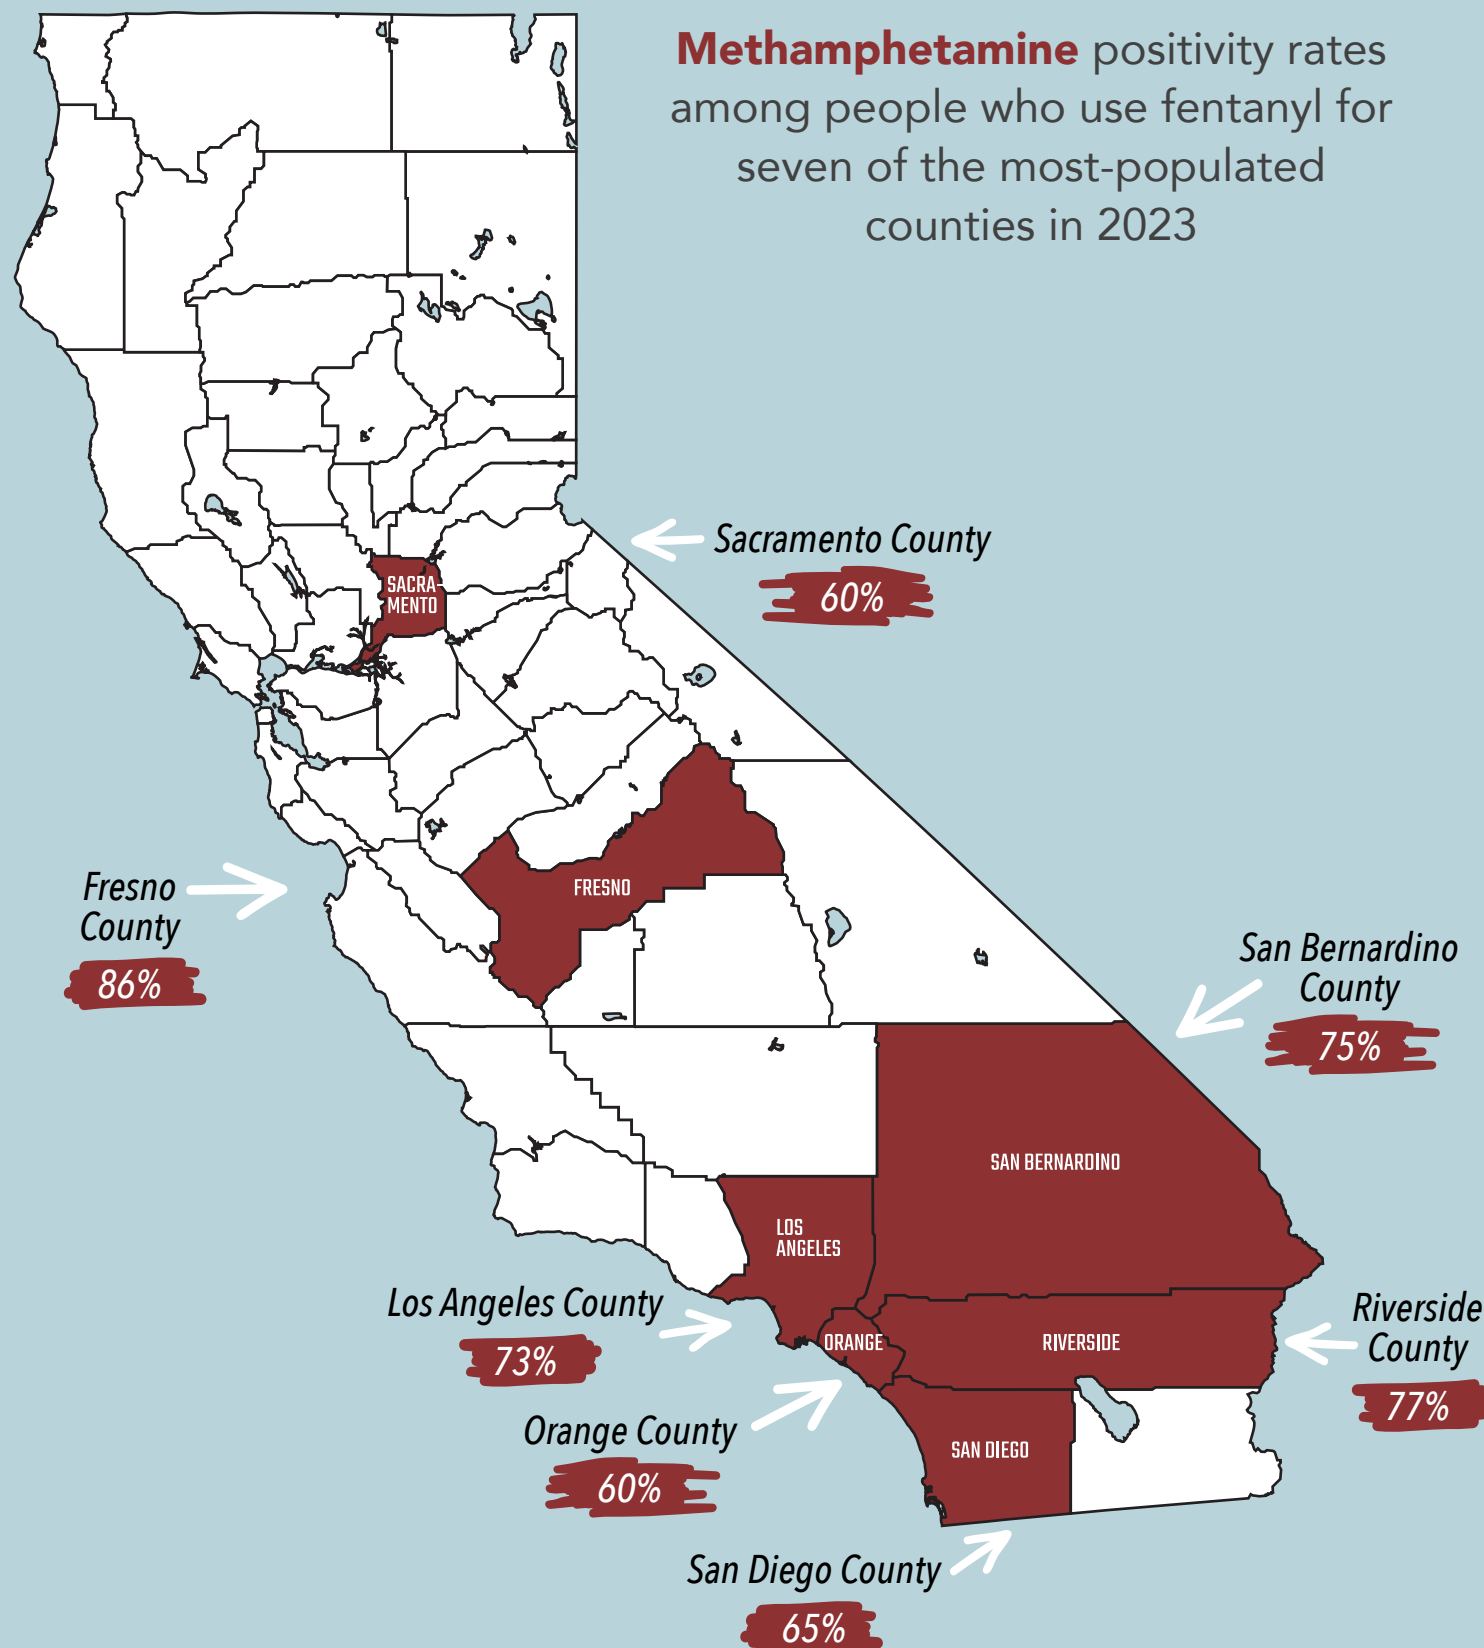 Methamphetamine positivity rates
among people who use fentanyl for
seven of the most-populated
counties in 2023
Sacramento County
60%
SACRA-
MENTO
Fresno
County
86%
FRESNO
San Bernardino
County
75%
SAN BERNARDINO
LOS
ANGELES
Los Angeles County
73%
ORANGE
RIVERSIDE
Riverside
County
77%
Orange County
60%
SAN DIEGO
San Diego County
65%